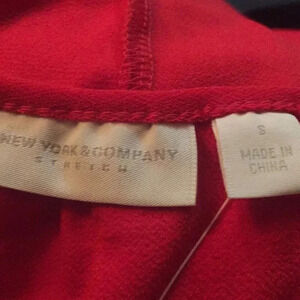 NEW YORK & COMPANY
STRETCH
S
MADE IN
CHINA